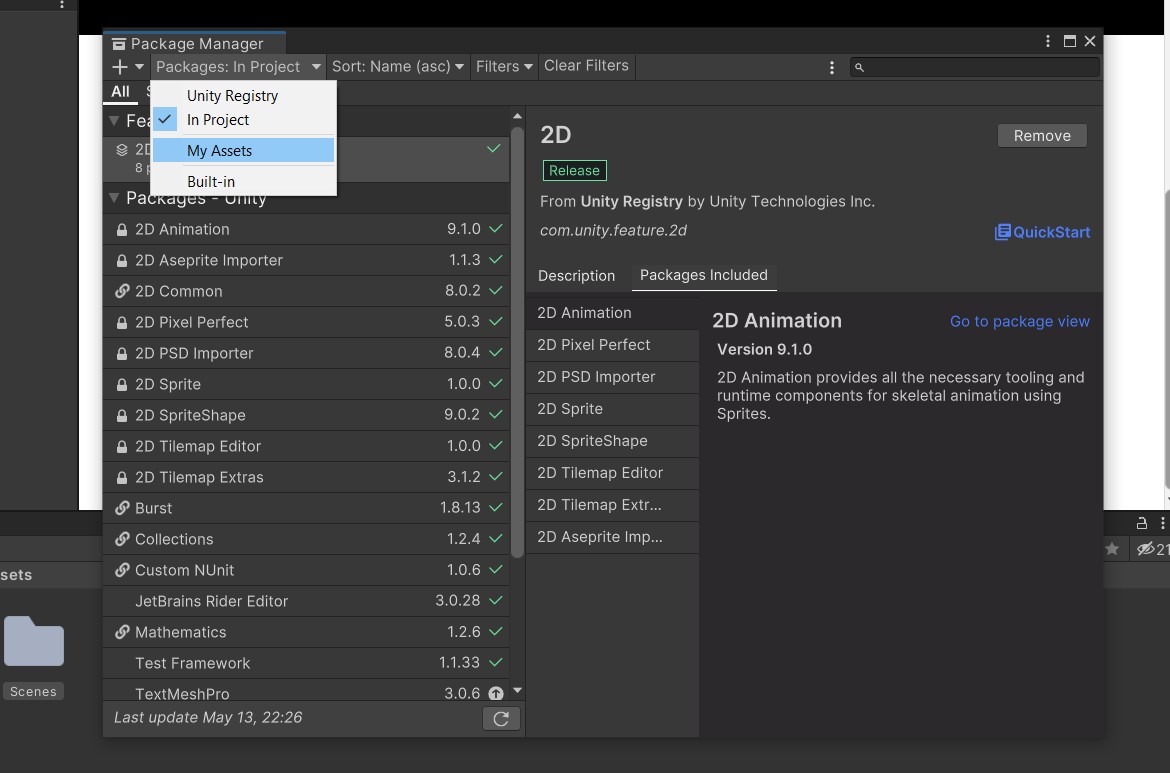 Package Manager
Packages: In Project
Sort: Name (asc)
Filters
Clear Filters
All
Unity Registry
In Project
My Assets
Built-in
2D
8
Packages - Unity
2D Animation 9.1.0
2D Aseprite Importer 1.1.3
2D Common 8.0.2
2D Pixel Perfect 5.0.3
2D PSD Importer 8.0.4
2D Sprite 1.0.0
2D SpriteShape 9.0.2
2D Tilemap Editor 1.0.0
2D Tilemap Extras 3.1.2
Burst 1.8.13
Collections 1.2.4
Custom NUnit 1.0.6
JetBrains Rider Editor 3.0.28
Mathematics 1.2.6
Test Framework 1.1.33
TextMeshPro 3.0.6
Last update May 13, 22:26
2D
Remove
Release
From Unity Registry by Unity Technologies Inc.
com.unity.feature.2d
QuickStart
Description
Packages Included
2D Animation
2D Pixel Perfect
2D PSD Importer
2D Sprite
2D SpriteShape
2D Tilemap Editor
2D Tilemap Extr...
2D Aseprite Imp...
2D Animation
Go to package view
Version 9.1.0
2D Animation provides all the necessary tooling and
runtime components for skeletal animation using
Sprites.
sets
Scenes
21